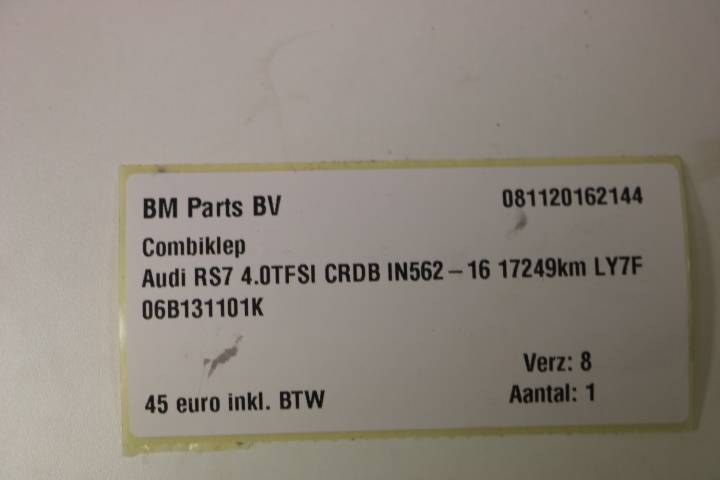 BM Parts BV 081120162144
Combiklep
Audi RS7 4.0TFSI CRDB IN562 – 16 17249km LY7F
06B131101K
Verz: 8
45 euro inkl. BTW Aantal: 1